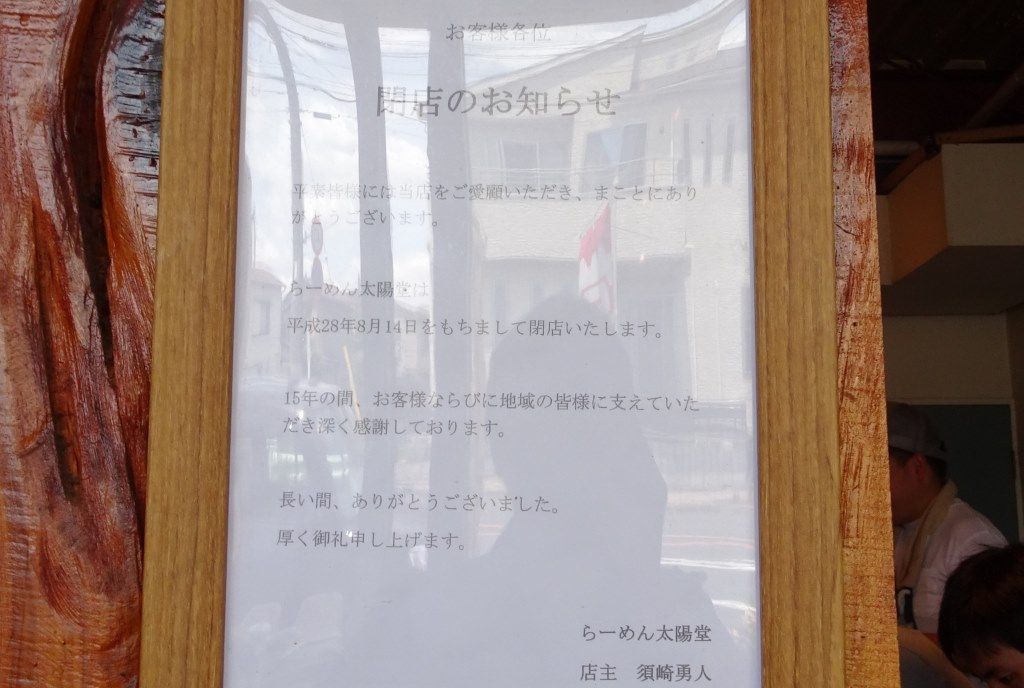 お客様各位
閉店のお知らせ
平素皆様には当店をご愛顧いただき、まことにあり
がとうございます。
らーめん太陽堂は
平成28年8月14日をもちまして閉店いたします。
15年の間、お客様ならびに地域の皆様に支えていた
だき深く感謝しております。
長い間、ありがとうございました。
厚く御礼申し上げます。
らーめん太陽堂
店主　須崎勇人